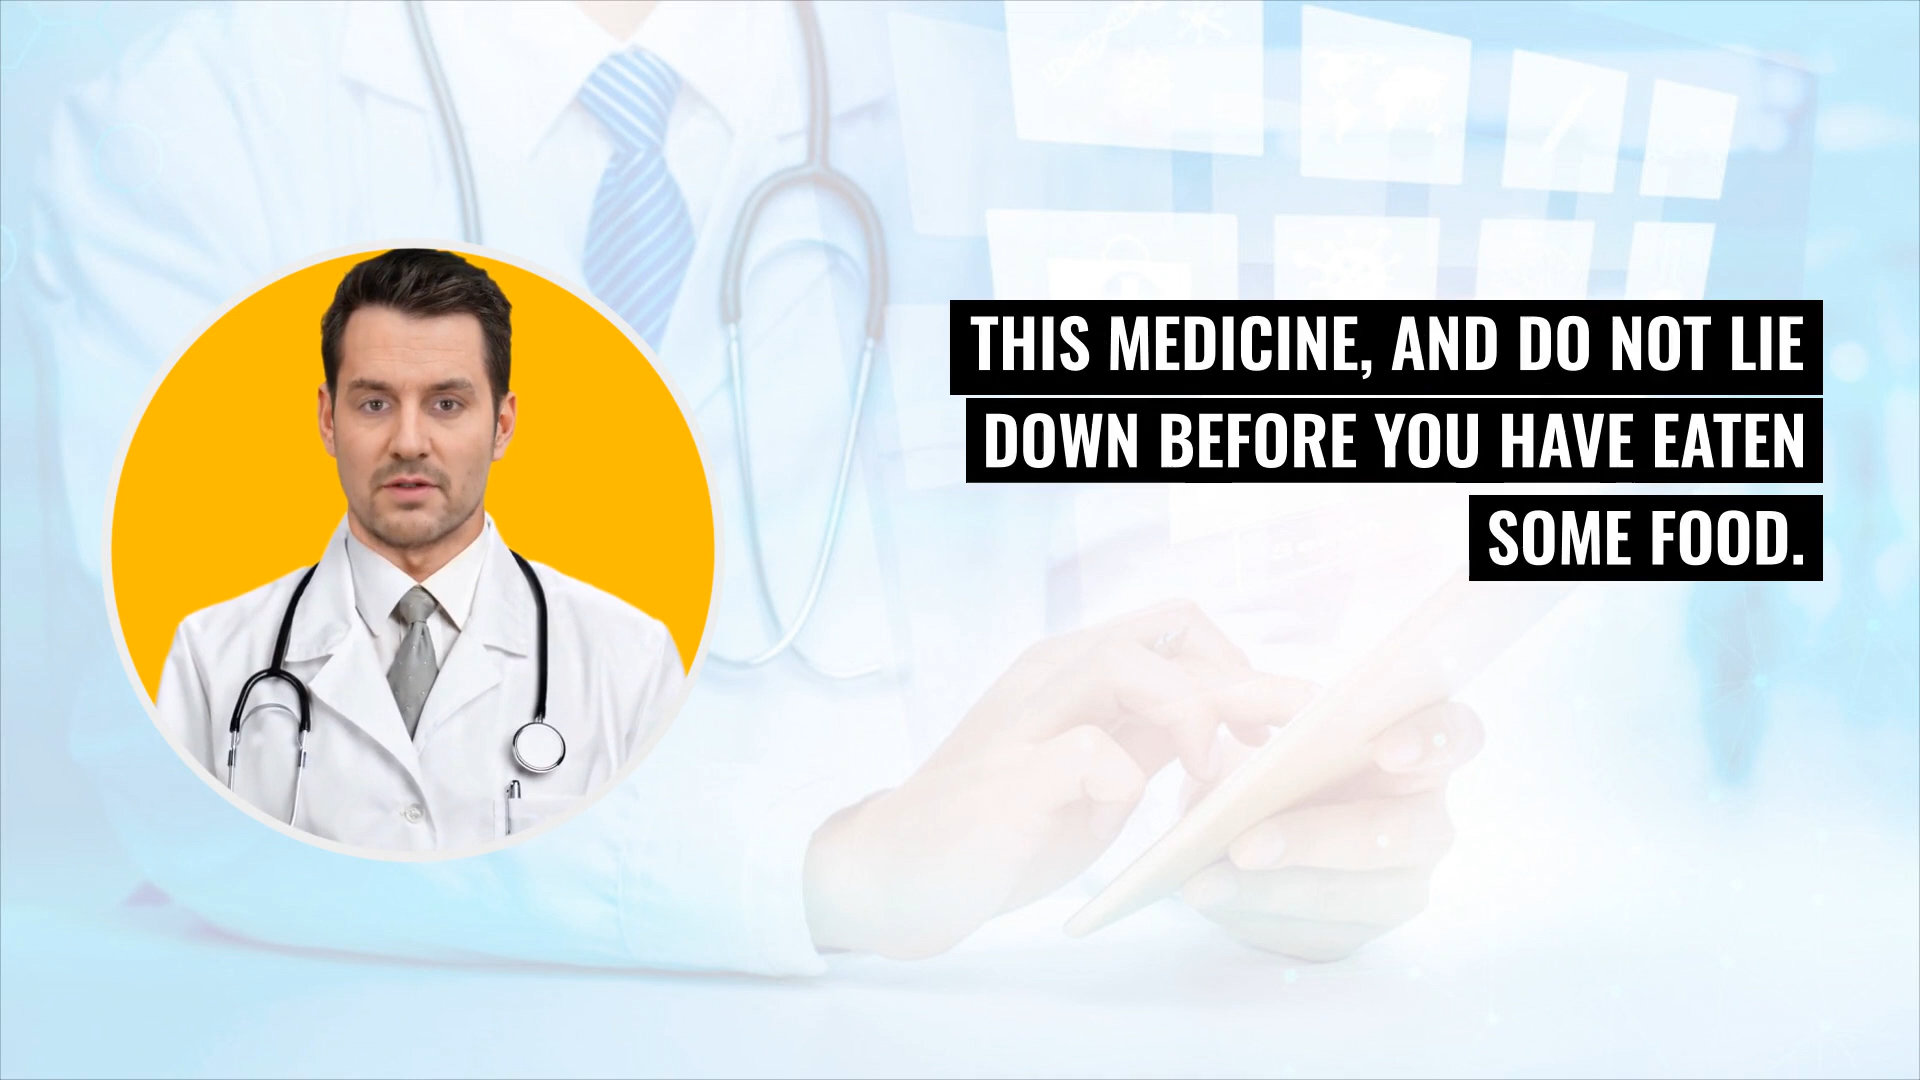 THIS MEDICINE, AND DO NOT LIE
DOWN BEFORE YOU HAVE EATEN
SOME FOOD.